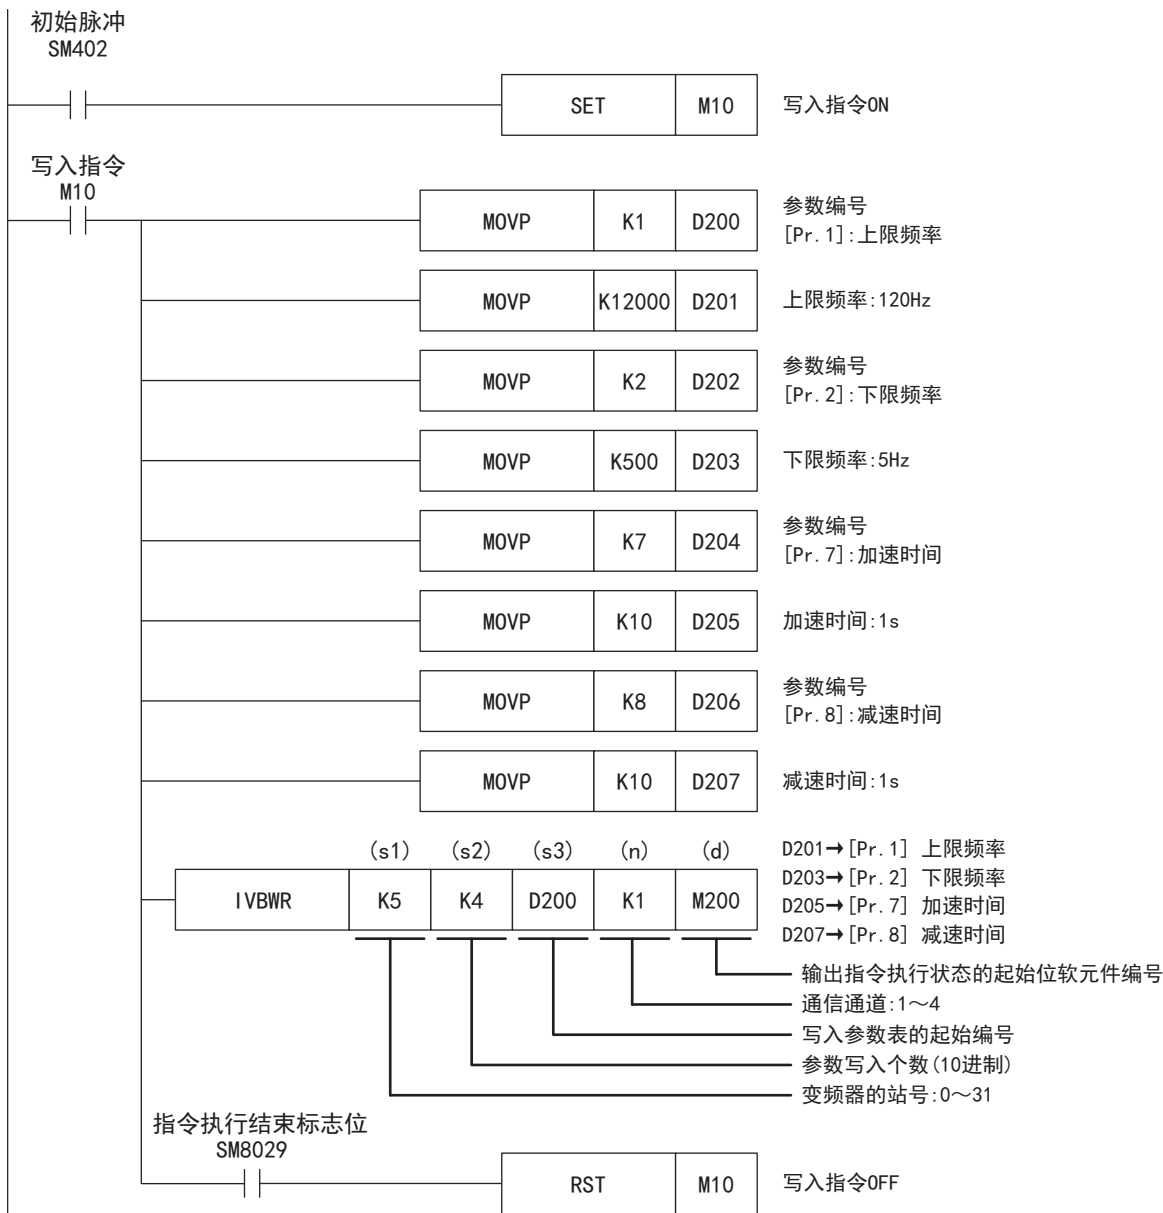 初始脉冲
SM402
SET M10 写入指令ON
写入指令
M10
MOVP K1 D200
参数编号
[Pr.1]:上限频率
MOVP K12000 D201 上限频率:120Hz
MOVP K2 D202
参数编号
[Pr.2]:下限频率
MOVP K500 D203 下限频率:5Hz
MOVP K7 D204
参数编号
[Pr.7]:加速时间
MOVP K10 D205 加速时间:1s
MOVP K8 D206
参数编号
[Pr.8]:减速时间
MOVP K10 D207 减速时间:1s
(s1) (s2) (s3) (n) (d)
IVBWR K5 K4 D200 K1 M200
D201→[Pr.1] 上限频率
D203→[Pr.2] 下限频率
D205→[Pr.7] 加速时间
D207→[Pr.8] 减速时间
输出指令执行状态的起始位软元件编号
通信通道:1～4
写入参数表的起始编号
参数写入个数(10进制)
变频器的站号:0～31
指令执行结束标志位
SM8029
RST M10 写入指令OFF